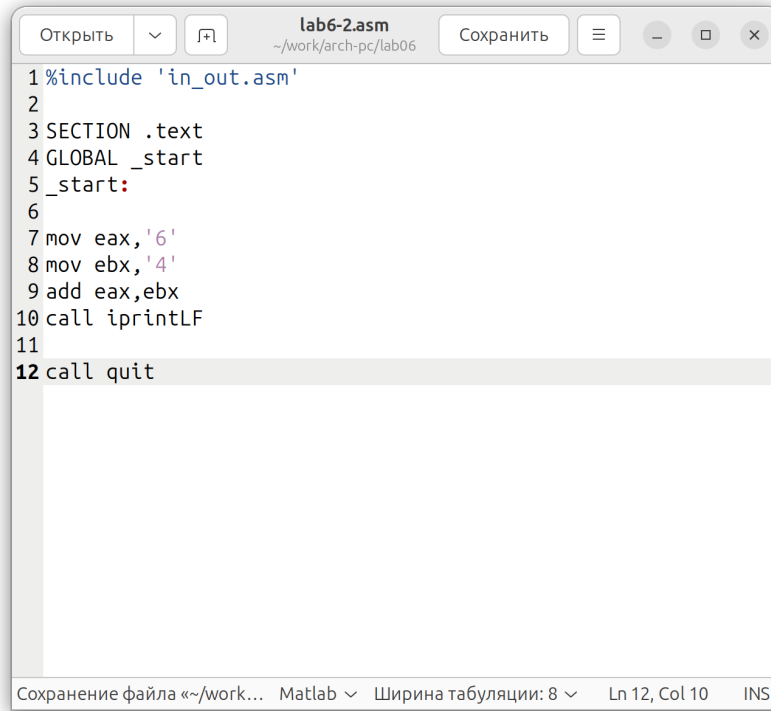 Открыть
lab6-2.asm
~/work/arch-pc/lab06
Сохранить
1 %include 'in_out.asm'
2
3 SECTION .text
4 GLOBAL _start
5 _start:
6
7 mov eax,'6'
8 mov ebx,'4'
9 add eax,ebx
10 call iprintLF
11
12 call quit
Сохранение файла «~/work… Matlab Ширина табуляции: 8 Ln 12, Col 10 INS